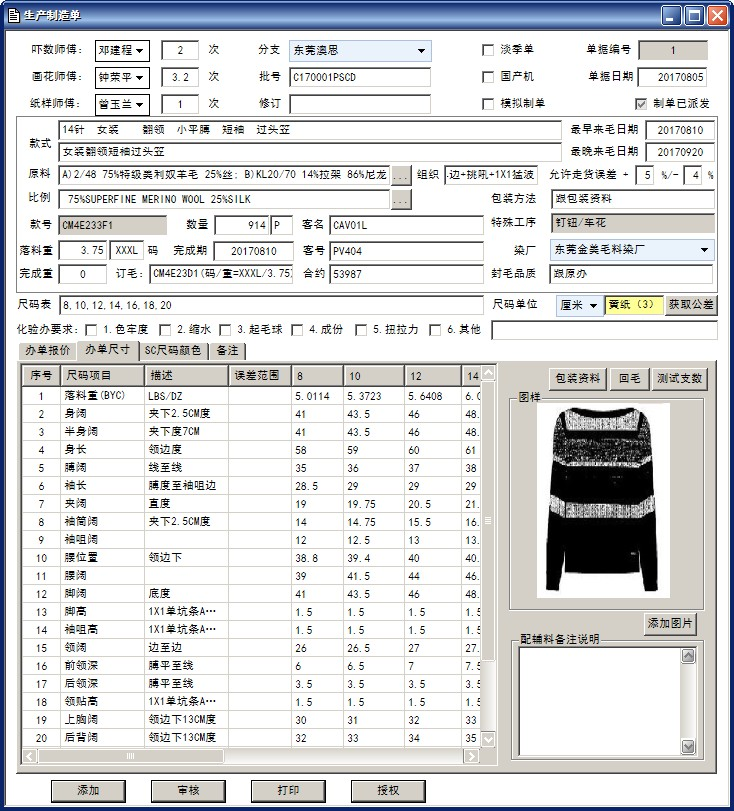 生产制造单
吓数师傅: 邓建程 2 次 分支 东莞澳思 淡季单 单据编号 1
画花师傅: 钟荣平 3.2 次 批号 C170001PSCD 国产机 单据日期 20170805
纸样师傅: 曾玉兰 1 次 修订 模拟制单 制单已派发
款式 14针 女装 翻领 小平膊 短袖 过头笠 最早来毛日期 20170810
女装翻领短袖过头笠 最晚来毛日期 20170920
原料 A)2/48 75%特级美利奴羊毛 25%丝: B)KL20/70 14%拉架 86%尼龙 ... 组织 边+挑吼+1X1猛波 允许走货误差 + 5 %/- 4 %
比例 75%SUPERFINE MERINO WOOL 25%SILK ... 包装方法 跟包装资料
款号 CM4E233F1 数量 914 P 客名 CAV01L 特殊工序 钉钮/车花
落料重 3.75 XXXL 码 完成期 20170810 客号 PV404 染厂 东莞金美毛料染厂
完成重 0 订毛: CM4E23D1(码/重=XXXL/3.75) 合约 53987 封毛品质 跟原办
尺码表 8,10,12,14,16,18,20 尺码单位 厘米 黄纸（3） 获取公差
化验办要求: 1.色牢度 2.缩水 3.起毛球 4.成份 5.扭拉力 6.其他
办单报价 办单尺寸 SC尺码颜色 备注
包装资料 回毛 测试支数
序号 尺码项目 描述 误差范围 8 10 12 14
1 落料重(BYC) LBS/DZ 5.0114 5.3723 5.6408 6.0
2 身阔 夹下2.5CM度 41 43.5 46 48.
3 半身阔 夹下度7CM 41 43.5 46 48.
4 身长 领边度 58 59 60 61
5 膊阔 线至线 35 36 37 38
6 袖长 膊度至袖咀边 28.5 29 29 29
7 夹阔 直度 19 19.75 20.5 21.
8 袖筒阔 夹下2.5CM度 14 14.75 15.5 16.
9 袖咀阔 12 12.5 13 13.
10 腰位置 领边下 38.8 39.4 40 40.
11 腰阔 39 41.5 44 46.
12 脚阔 底度 41 43.5 46 48.
13 脚高 1X1单坑条A… 1.5 1.5 1.5 1.5
14 袖咀高 1X1单坑条A… 1.5 1.5 1.5 1.5
15 领阔 边至边 26 26.5 27 27.
16 前领深 膊平至线 6 6.5 7 7.5
17 后领深 膊平至线 3.5 3.5 3.5 3.5
18 领贴高 1X1单坑条A… 1.5 1.5 1.5 1.5
19 上胸阔 领边下13CM度 30 31 32 33
20 后背阔 领边下13CM度 32 33 34 35
图样
添加图片
配辅料备注说明
添加 审核 打印 授权